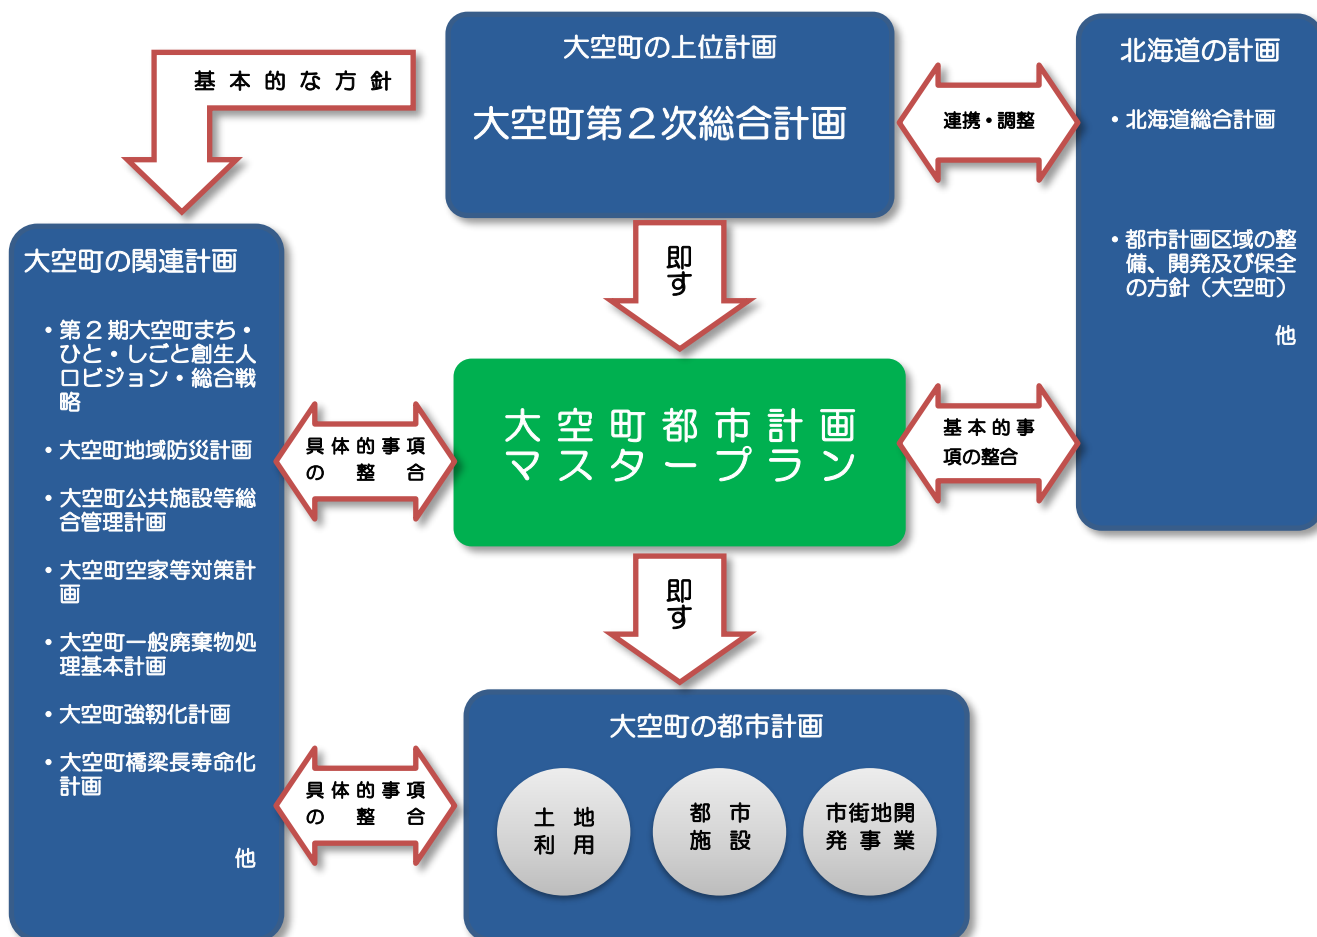 大空町の上位計画
大空町第２次総合計画
基本的な方針
連携・調整
北海道の計画
・北海道総合計画
・都市計画区域の整
備、開発及び保全
の方針（大空町）
他
即す
大空町の関連計画
・第２期大空町まち・
ひと・しごと創生人
口ビジョン・総合戦
略
・大空町地域防災計画
・大空町公共施設等総
合管理計画
・大空町空家等対策計
画
・大空町一般廃棄物処
理基本計画
・大空町強靭化計画
・大空町橋梁長寿命化
計画
他
具体的事項
の整合
大空町都市計画
マスタープラン
基本的事
項の整合
即す
具体的事項
の整合
大空町の都市計画
土地
利用
都市
施設
市街地開
発事業